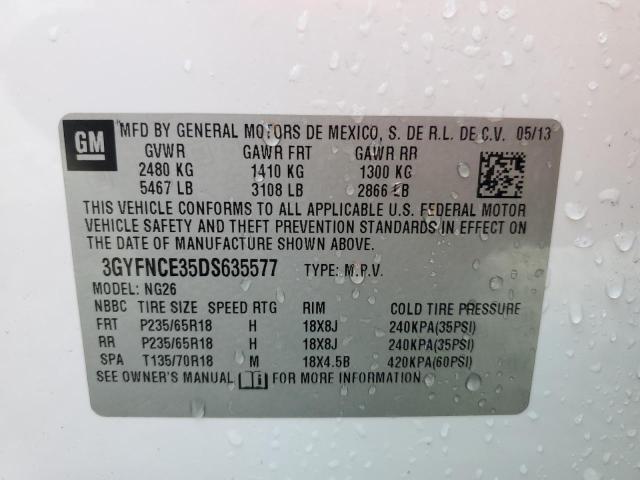 GM MFD BY GENERAL MOTORS DE MEXICO, S. DE R.L. DE C.V. 05/13
GVWR GAWR FRT GAWR RR
2480 KG 1410 KG 1300 KG
5467 LB 3108 LB 2866 LB
THIS VEHICLE CONFORMS TO ALL APPLICABLE U.S. FEDERAL MOTOR
VEHICLE SAFETY AND THEFT PREVENTION STANDARDS IN EFFECT ON
THE DATE OF MANUFACTURE SHOWN ABOVE.
3GYFNCE35DS635577 TYPE: M.P.V.
MODEL: NG26
NBBC TIRE SIZE SPEED RTG RIM COLD TIRE PRESSURE
FRT P235/65R18 H 18X8J 240KPA(35PSI)
RR P235/65R18 H 18X8J 240KPA(35PSI)
SPA T135/70R18 M 18X4.5B 420KPA(60PSI)
SEE OWNER'S MANUAL FOR MORE INFORMATION